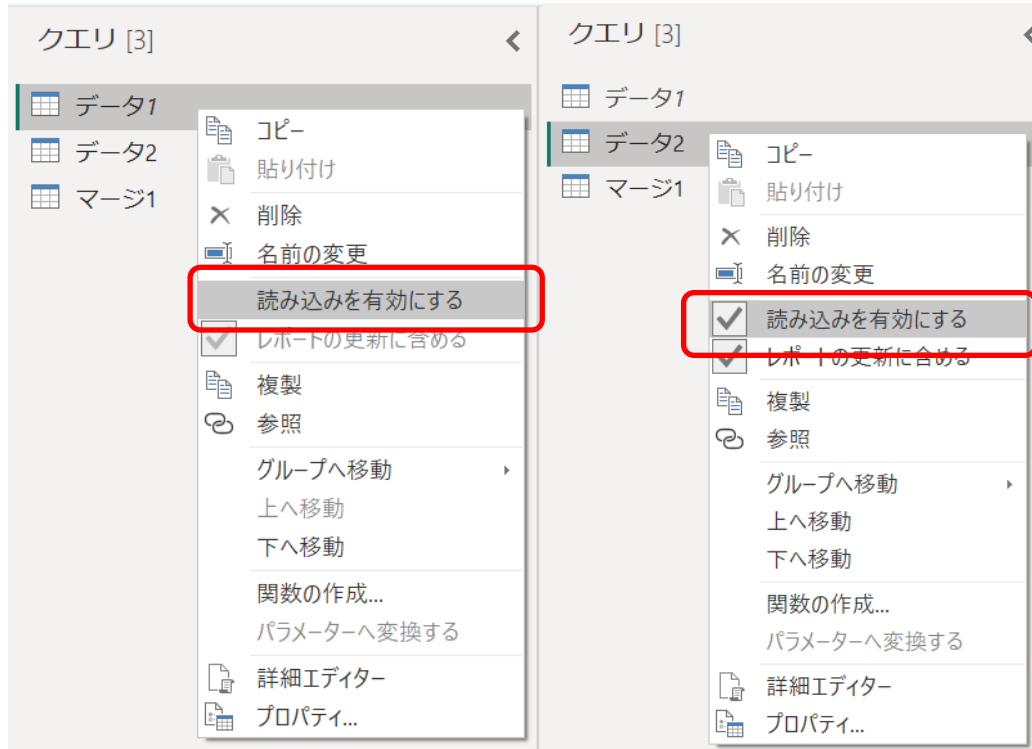 クエリ [3]
データ1
データ2
マージ1
コピー
貼り付け
削除
名前の変更
読み込みを有効にする
レポートの更新に含める
複製
参照
グループへ移動
上へ移動
下へ移動
関数の作成...
パラメーターへ変換する
詳細エディター
プロパティ...
クエリ [3]
データ1
データ2
マージ1
コピー
貼り付け
削除
名前の変更
読み込みを有効にする
レポートの更新に含める
複製
参照
グループへ移動
上へ移動
下へ移動
関数の作成...
パラメーターへ変換する
詳細エディター
プロパティ...